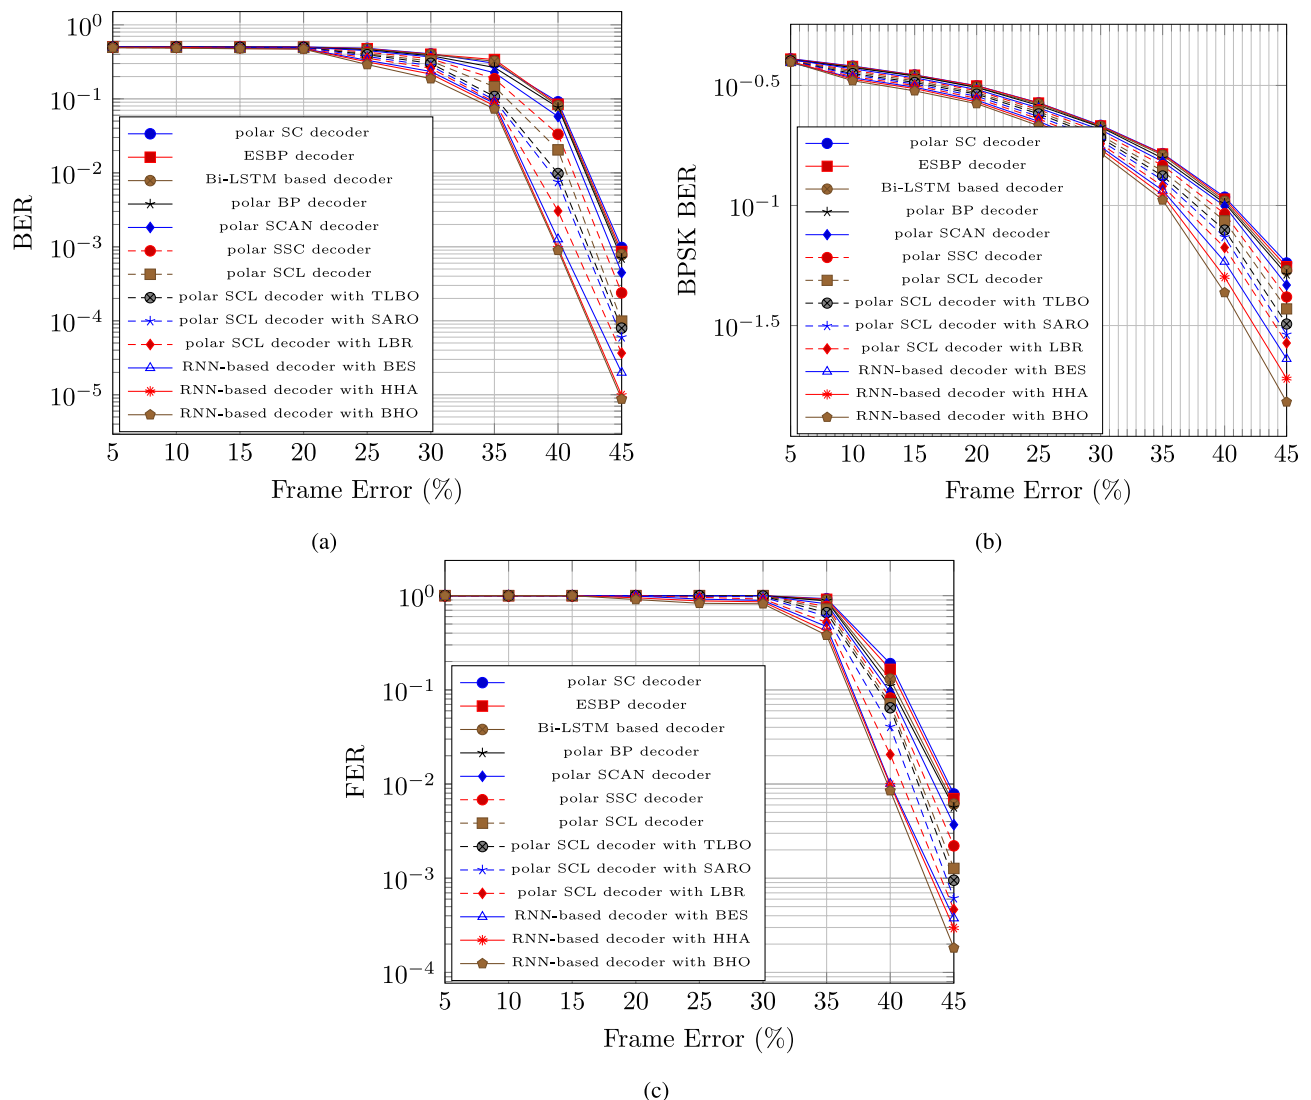 10^0
10^-1
10^-2
10^-3
10^-4
10^-5
BER
polar SC decoder
ESBP decoder
Bi-LSTM based decoder
polar BP decoder
polar SCAN decoder
polar SSC decoder
polar SCL decoder
polar SCL decoder with TLBO
polar SCL decoder with SARO
polar SCL decoder with LBR
RNN-based decoder with BES
RNN-based decoder with HHA
RNN-based decoder with BHO
5 10 15 20 25 30 35 40 45
Frame Error (%)
(a)
10^-0.5
10^-1
10^-1.5
BPSK BER
polar SC decoder
ESBP decoder
Bi-LSTM based decoder
polar BP decoder
polar SCAN decoder
polar SSC decoder
polar SCL decoder
polar SCL decoder with TLBO
polar SCL decoder with SARO
polar SCL decoder with LBR
RNN-based decoder with BES
RNN-based decoder with HHA
RNN-based decoder with BHO
5 10 15 20 25 30 35 40 45
Frame Error (%)
(b)
10^0
10^-1
10^-2
10^-3
10^-4
FER
polar SC decoder
ESBP decoder
Bi-LSTM based decoder
polar BP decoder
polar SCAN decoder
polar SSC decoder
polar SCL decoder
polar SCL decoder with TLBO
polar SCL decoder with SARO
polar SCL decoder with LBR
RNN-based decoder with BES
RNN-based decoder with HHA
RNN-based decoder with BHO
5 10 15 20 25 30 35 40 45
Frame Error (%)
(c)